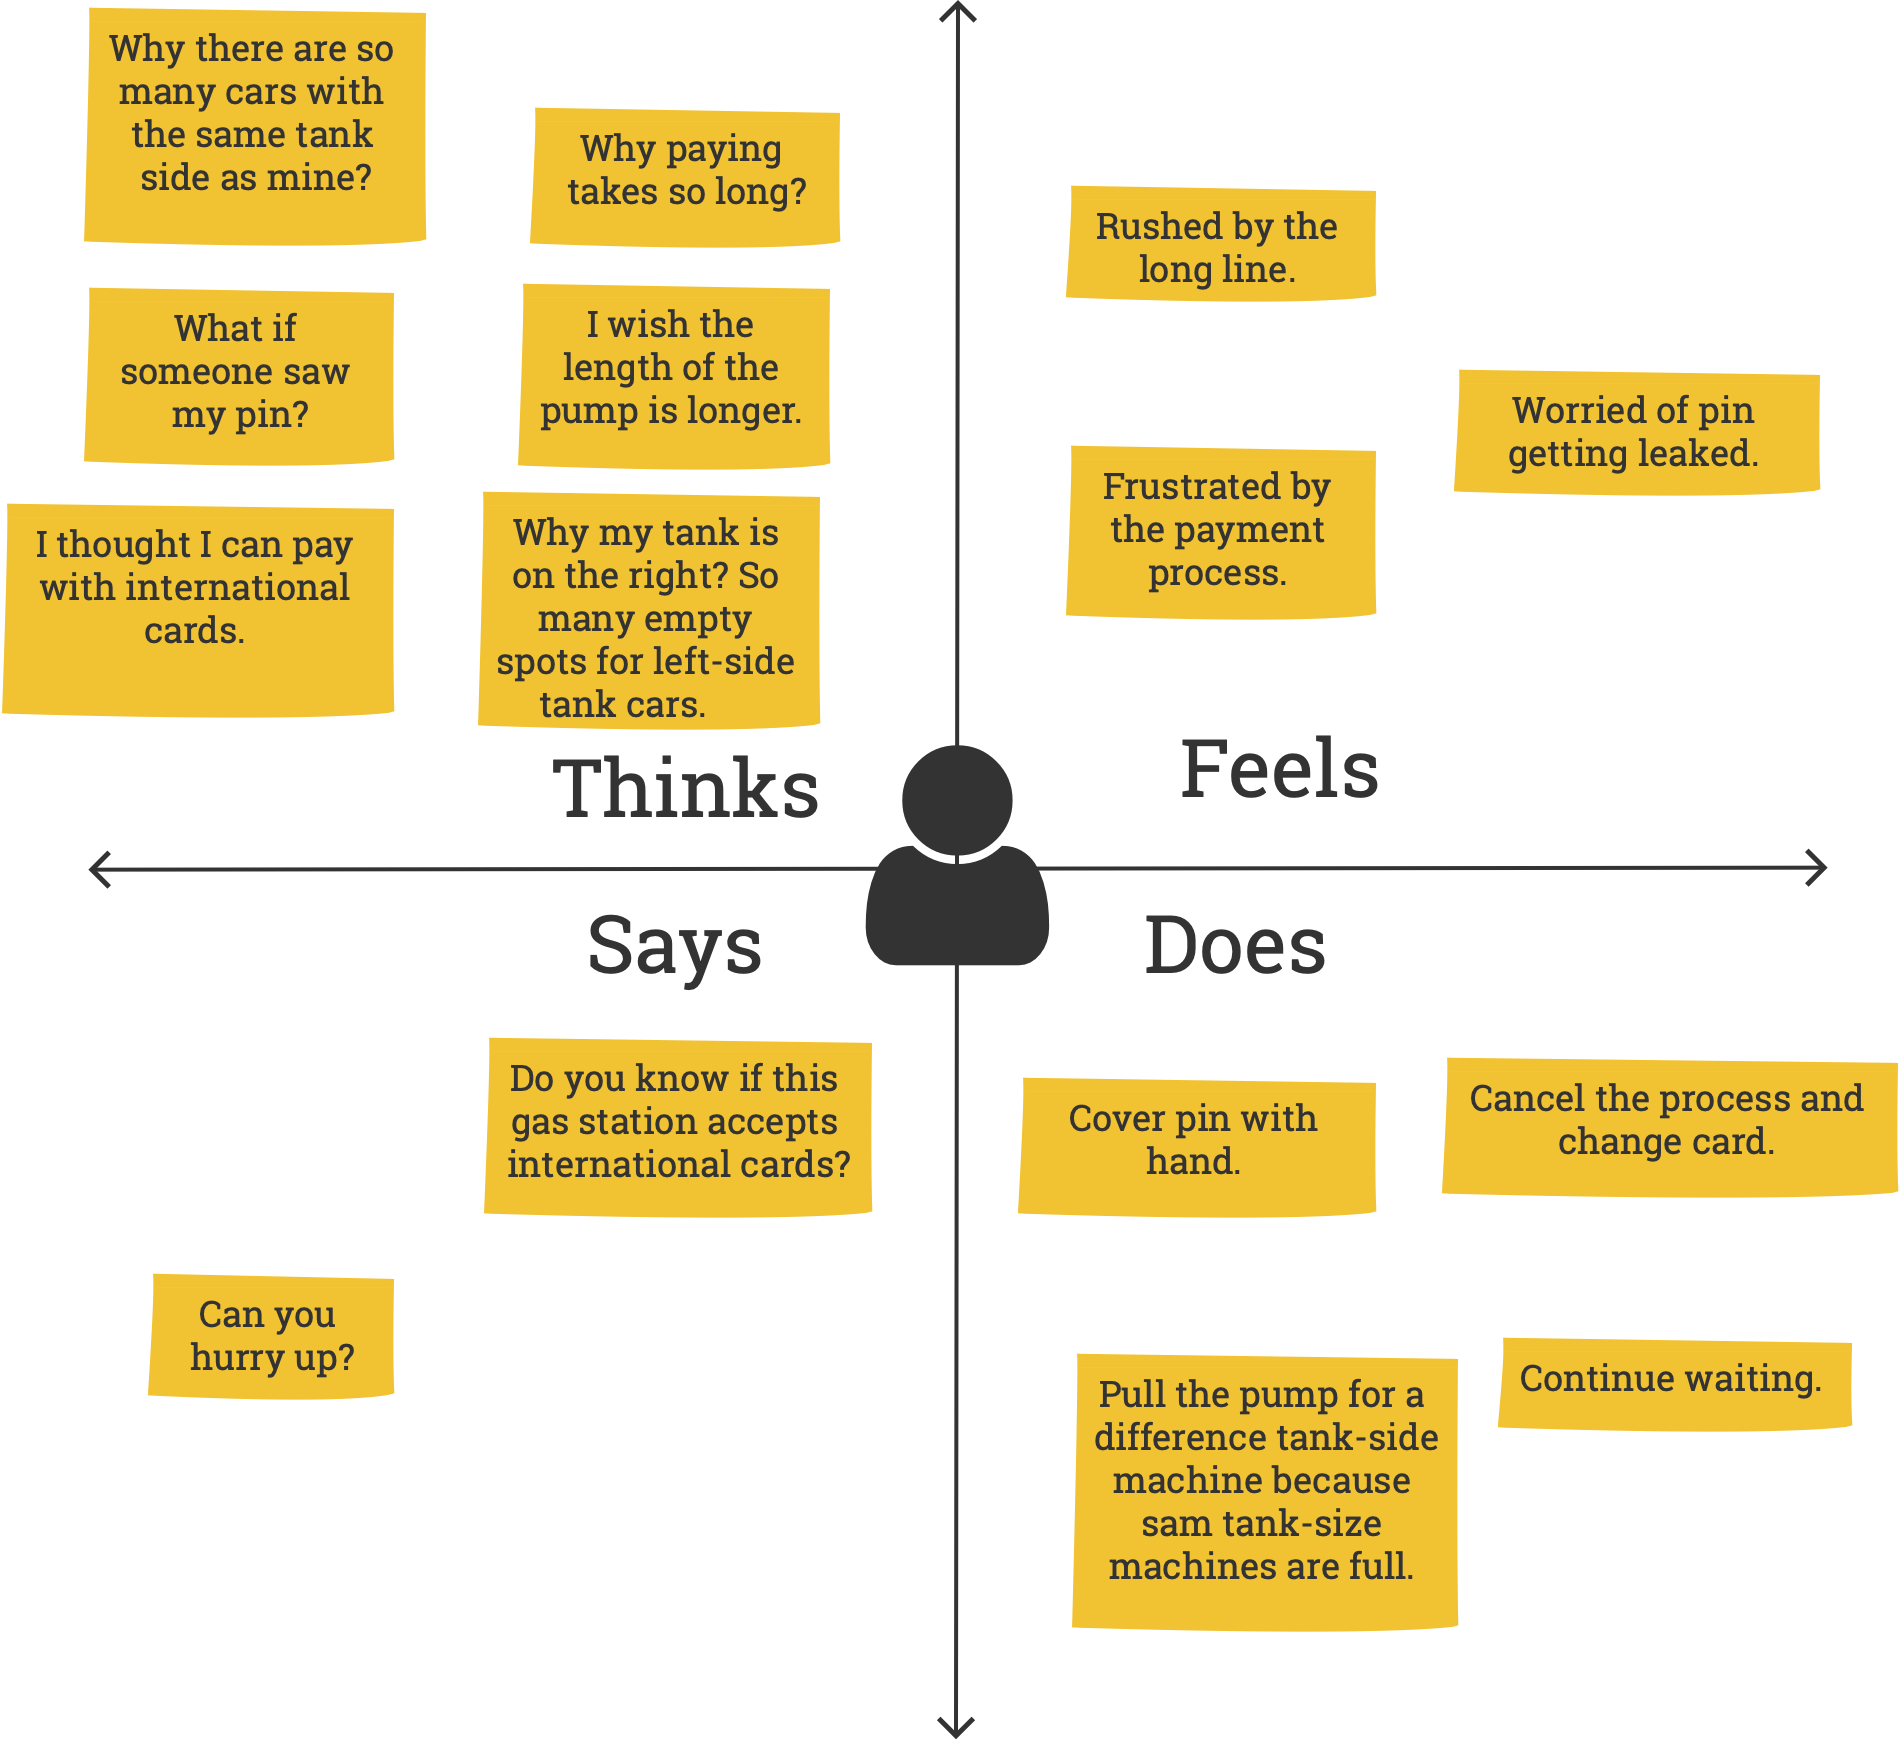 Why there are so
many cars with
the same tank
side as mine?
Why paying
takes so long?
What if
someone saw
my pin?
I wish the
length of the
pump is longer.
I thought I can pay
with international
cards.
Why my tank is
on the right? So
many empty
spots for left-side
tank cars.
Thinks
Rushed by the
long line.
Worried of pin
getting leaked.
Frustrated by
the payment
process.
Feels
Says
Do you know if this
gas station accepts
international cards?
Can you
hurry up?
Does
Cover pin with
hand.
Cancel the process and
change card.
Pull the pump for a
difference tank-side
machine because
sam tank-size
machines are full.
Continue waiting.